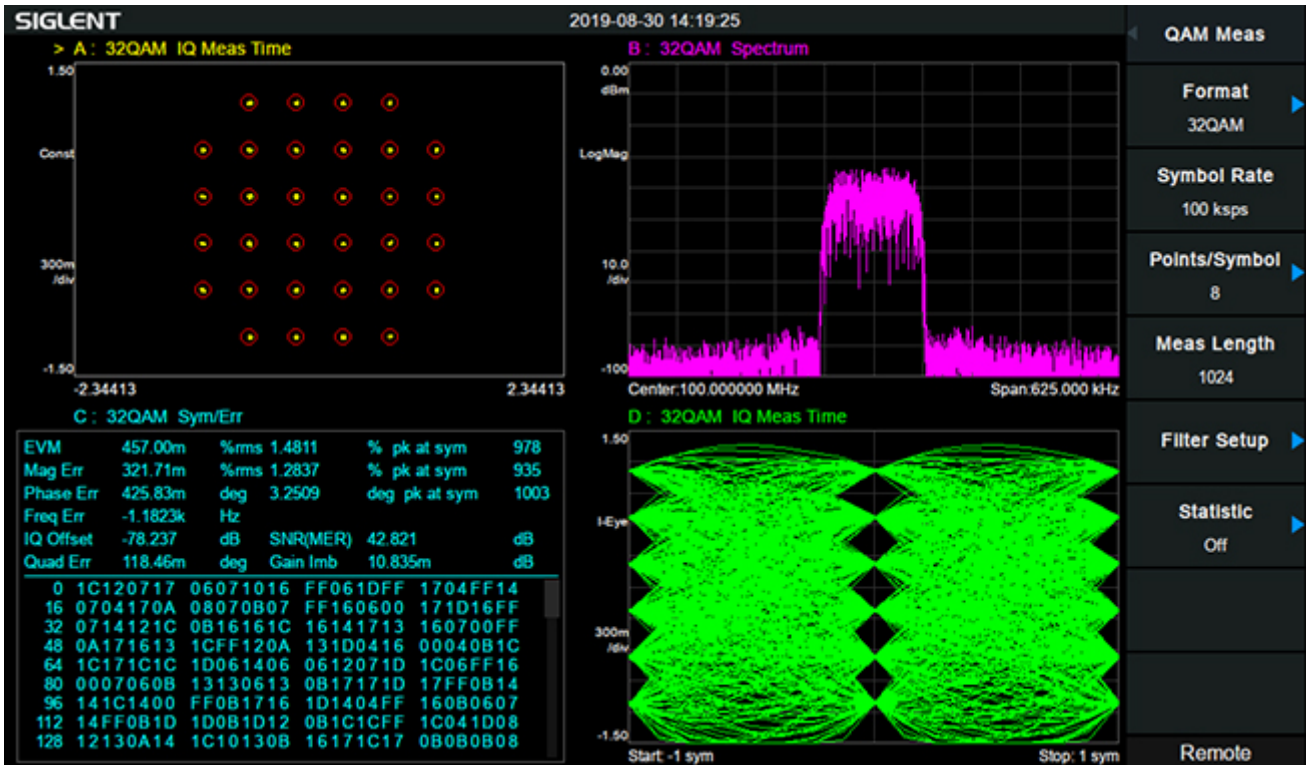 SIGLENT 2019-08-30 14:19:25
> A: 32QAM IQ Meas Time
1.50
Const
300m
/div
-1.50
-2.34413 2.34413
B: 32QAM Spectrum
0.00
dBm
LogMag
10.0
/div
-100
Center:100.000000 MHz Span:625.000 kHz
C: 32QAM Sym/Err
EVM 457.00m %rms 1.4811 % pk at sym 978
Mag Err 321.71m %rms 1.2837 % pk at sym 935
Phase Err 425.83m deg 3.2509 deg pk at sym 1003
Freq Err -1.1823k Hz
IQ Offset -78.237 dB SNR(MER) 42.821 dB
Quad Err 118.46m deg Gain Imb 10.835m dB
0 1C120717 06071016 FF061DFF 1704FF14
16 0704170A 08070B07 FF160600 171D16FF
32 0714121C 0B16161C 16141713 160700FF
48 0A171613 1CFF120A 131D0416 00040B1C
64 1C171C1C 1D061406 0612071D 1C06FF16
80 0007060B 13130613 0B17171D 17FF0B14
96 141C1400 FF0B1716 1D1404FF 160B0607
112 14FF0B1D 1D0B1D12 0B1C1CFF 1C041D08
128 12130A14 1C10130B 16171C17 0B0B0B08
D: 32QAM IQ Meas Time
1.50
I-Eye
300m
/div
-1.50
Start:-1 sym Stop: 1 sym
QAM Meas
Format
32QAM
Symbol Rate
100 ksps
Points/Symbol
8
Meas Length
1024
Filter Setup
Statistic
Off
Remote